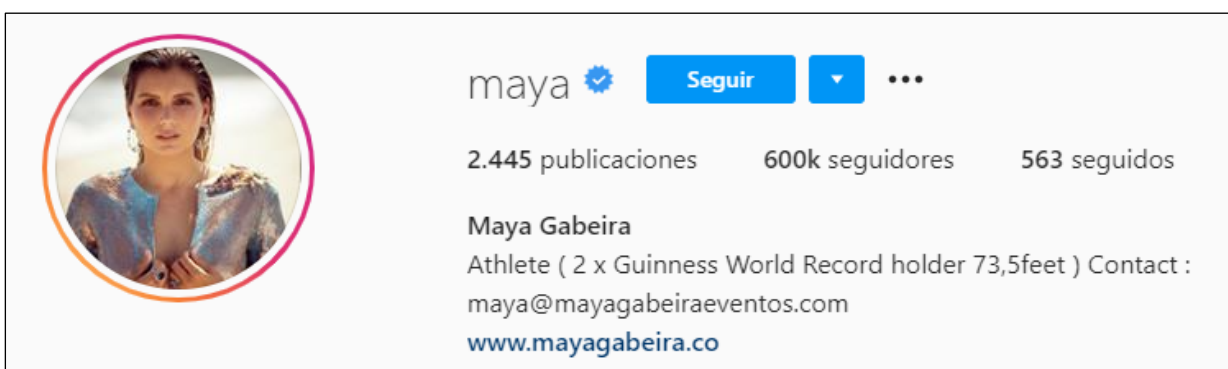 maya Seguir
2.445 publicaciones 600k seguidores 563 seguidos
Maya Gabeira
Athlete ( 2 x Guinness World Record holder 73,5feet ) Contact :
maya@mayagabeiraeventos.com
www.mayagabeira.co